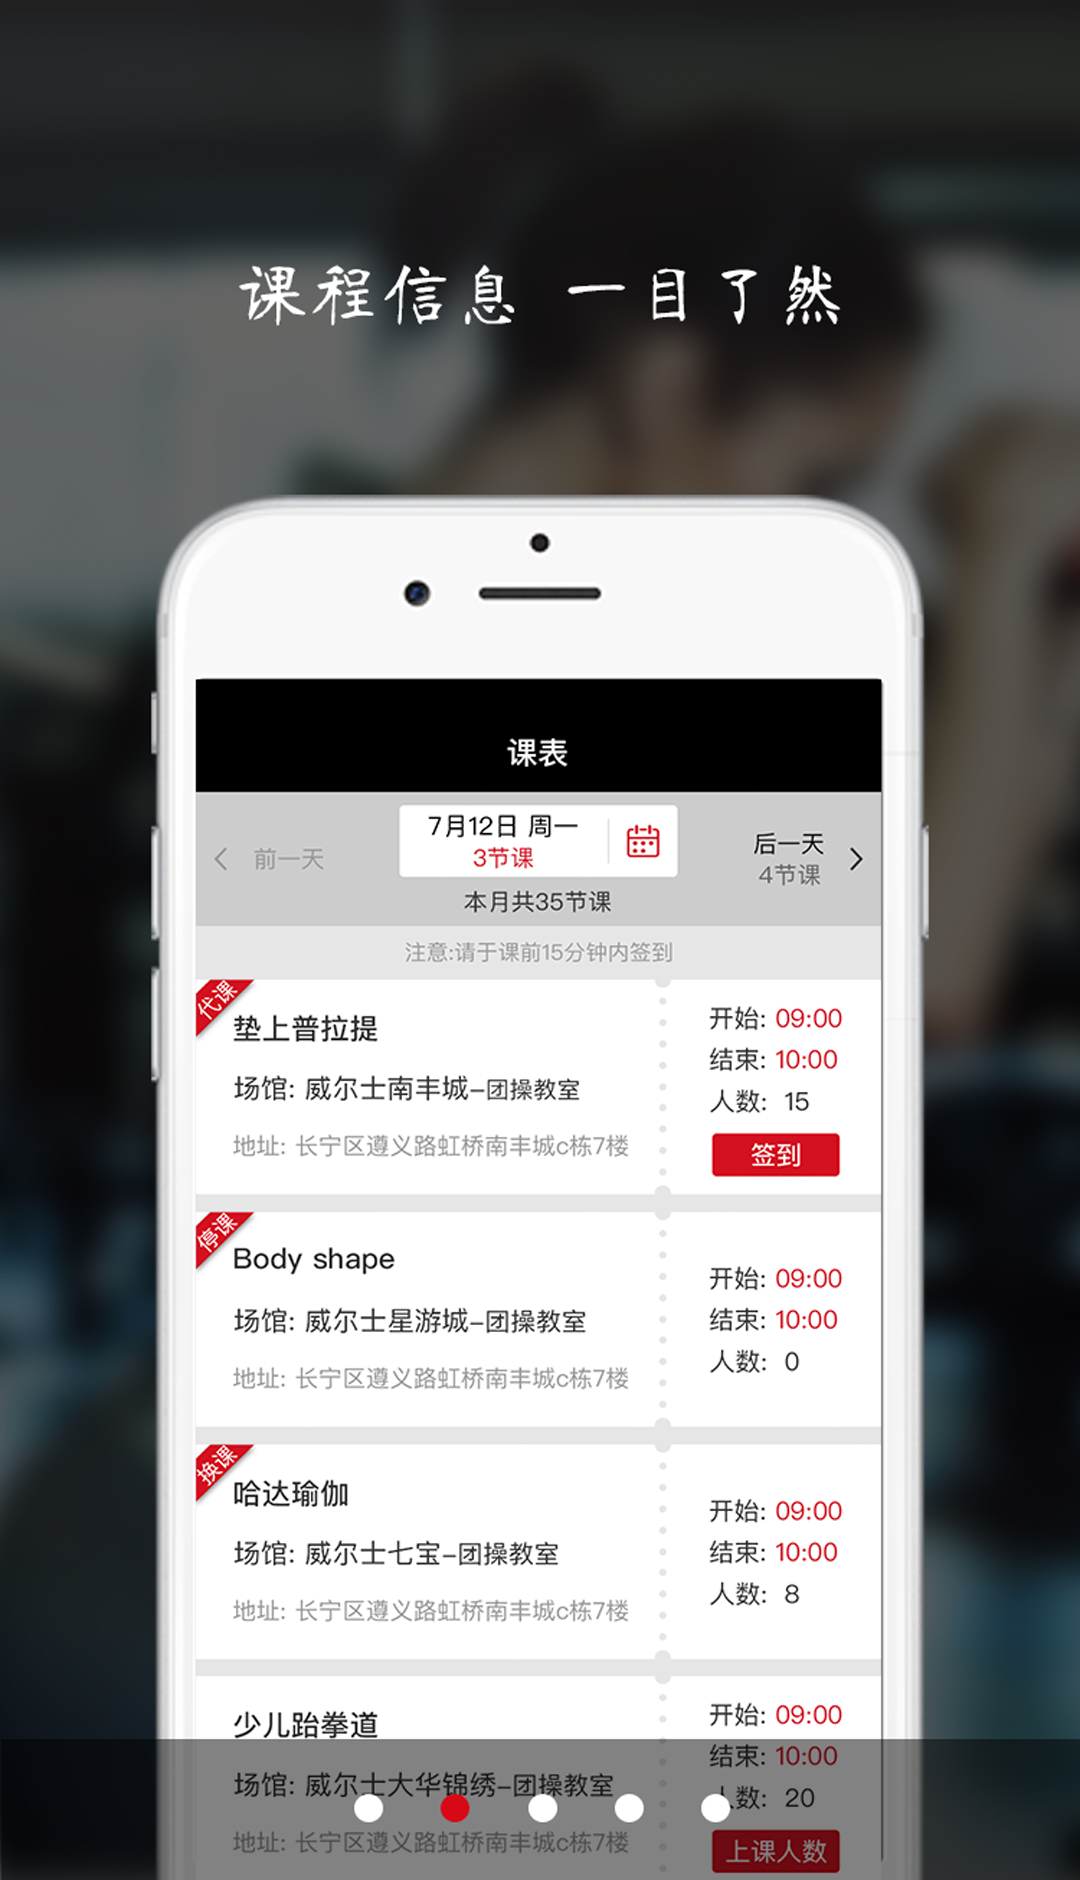 课程信息 一目了然
课表
前一天
7月12日 周一
3节课
后一天
4节课
本月共35节课
注意:请于课前15分钟内签到
代课
垫上普拉提
场馆: 威尔士南丰城-团操教室
地址: 长宁区遵义路虹桥南丰城c栋7楼
开始: 09:00
结束: 10:00
人数: 15
签到
停课
Body shape
场馆: 威尔士星游城-团操教室
地址: 长宁区遵义路虹桥南丰城c栋7楼
开始: 09:00
结束: 10:00
人数: 0
换课
哈达瑜伽
场馆: 威尔士七宝-团操教室
地址: 长宁区遵义路虹桥南丰城c栋7楼
开始: 09:00
结束: 10:00
人数: 8
少儿跆拳道
场馆: 威尔士大华锦绣-团操教室
地址: 长宁区遵义路虹桥南丰城c栋7楼
开始: 09:00
结束: 10:00
人数: 20
上课人数